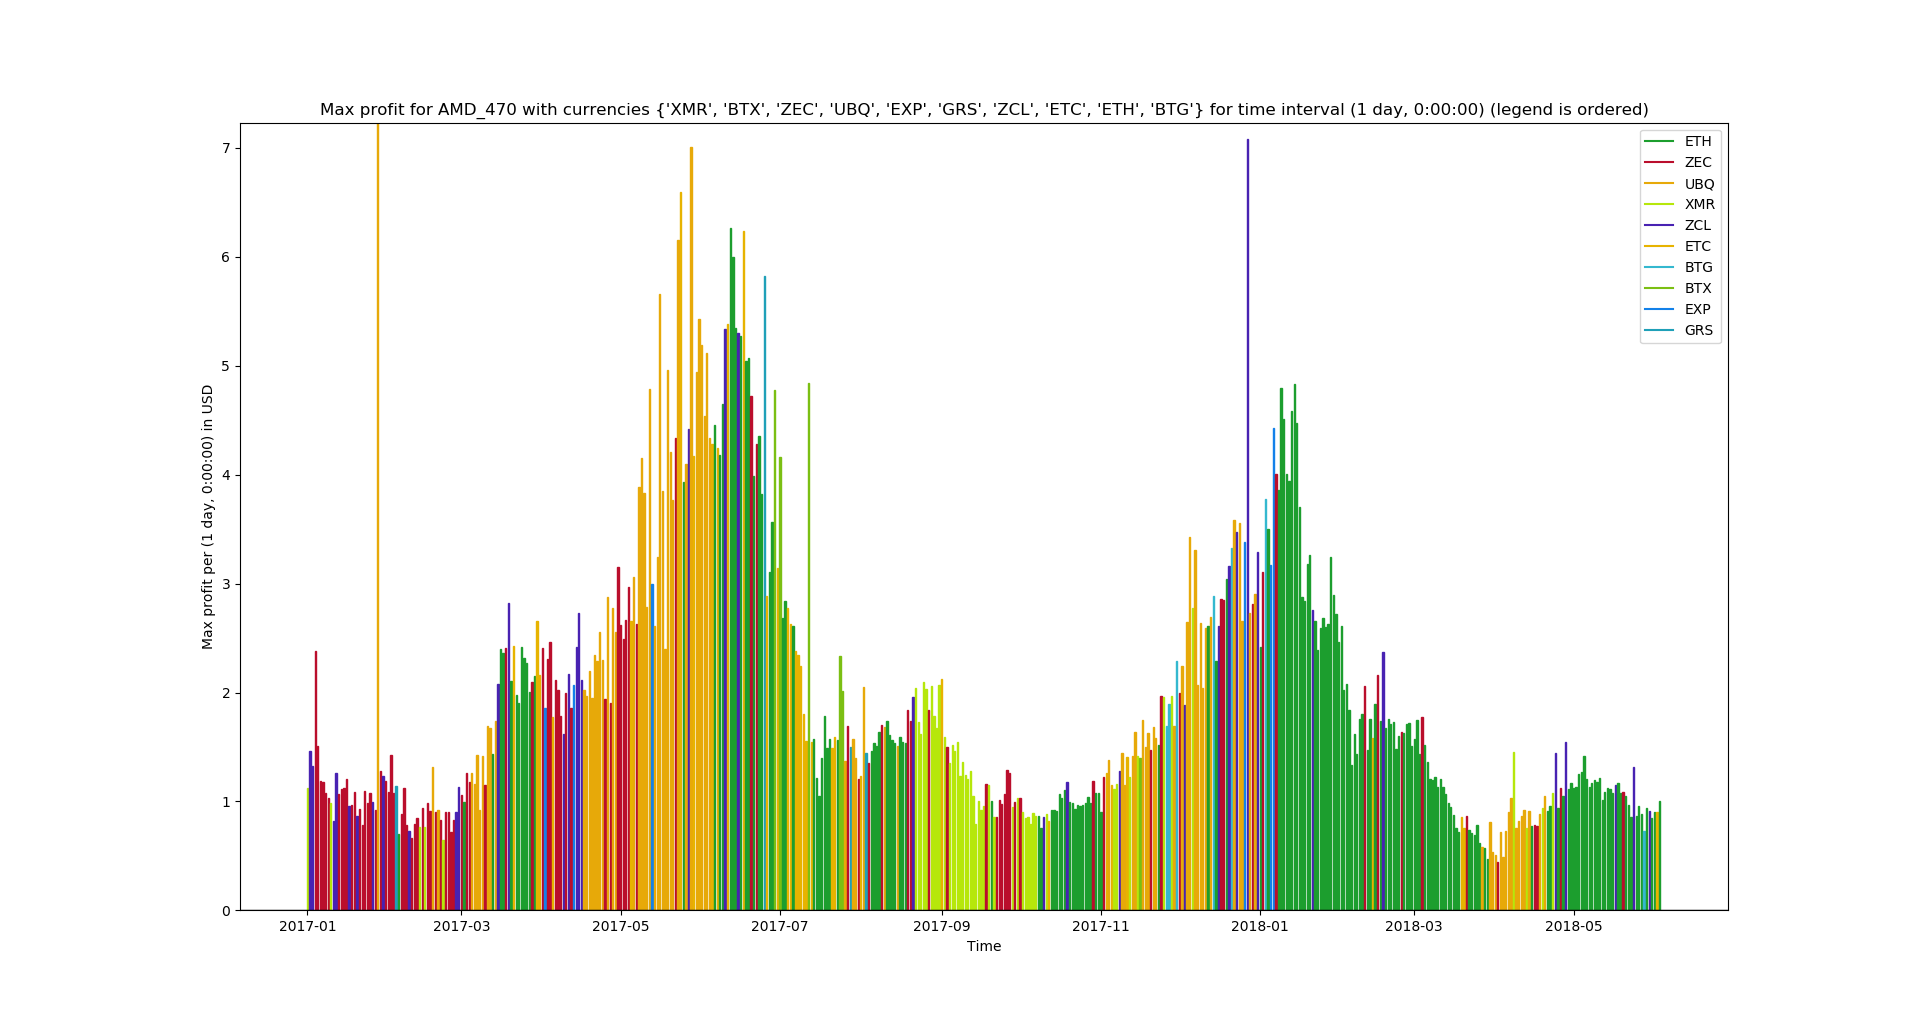 Max profit for AMD_470 with currencies {'XMR', 'BTX', 'ZEC', 'UBQ', 'EXP', 'GRS', 'ZCL', 'ETC', 'ETH', 'BTG'} for time interval (1 day, 0:00:00) (legend is ordered)
ETH
ZEC
UBQ
XMR
ZCL
ETC
BTG
BTX
EXP
GRS
Max profit per (1 day, 0:00:00) in USD
7
6
5
4
3
2
1
0
2017-01 2017-03 2017-05 2017-07 2017-09 2017-11 2018-01 2018-03 2018-05
Time